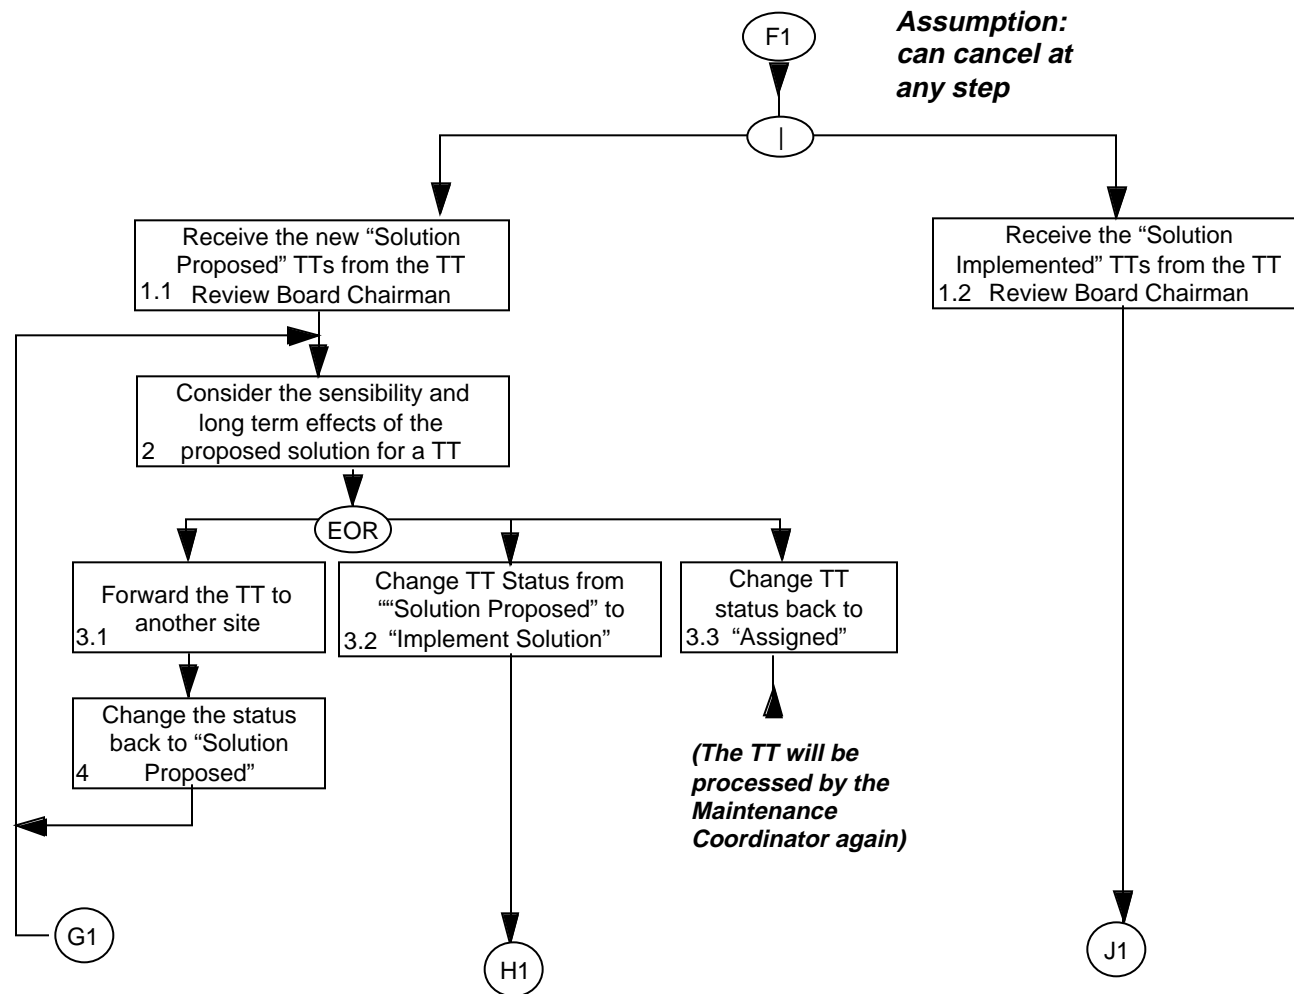 F1
Assumption:
can cancel at
any step
|
Receive the new “Solution
Proposed” TTs from the TT
1.1 Review Board Chairman
Receive the “Solution
Implemented” TTs from the TT
1.2 Review Board Chairman
Consider the sensibility and
long term effects of the
2 proposed solution for a TT
EOR
Forward the TT to
another site
3.1
Change TT Status from
““Solution Proposed” to
3.2 “Implement Solution”
Change TT
status back to
3.3 “Assigned”
Change the status
back to “Solution
4 Proposed”
(The TT will be
processed by the
Maintenance
Coordinator again)
G1
H1
J1